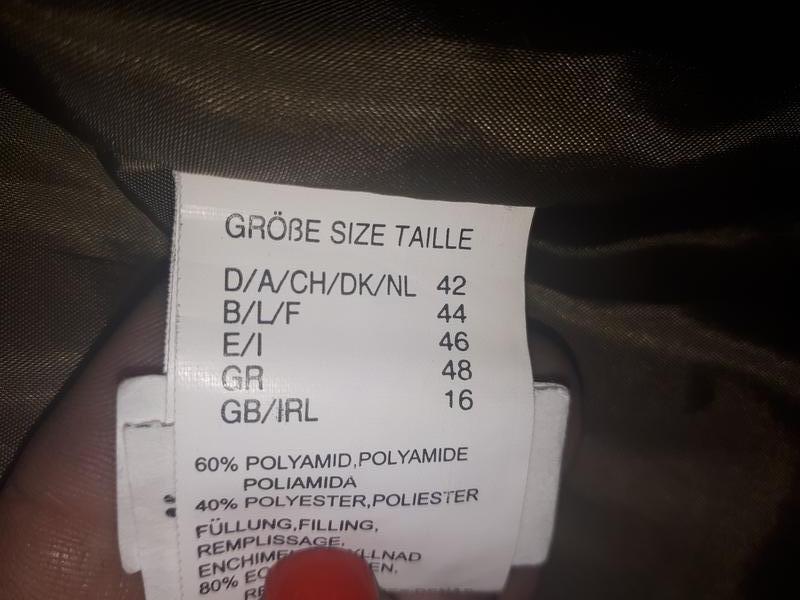 GRÖßE SIZE TAILLE
D/A/CH/DK/NL 42
B/L/F 44
E/I 46
GR 48
GB/IRL 16
60% POLYAMID,POLYAMIDE
POLIAMIDA
40% POLYESTER,POLIESTER
FÜLLUNG,FILLING,
REMPLISSAGE,
80%